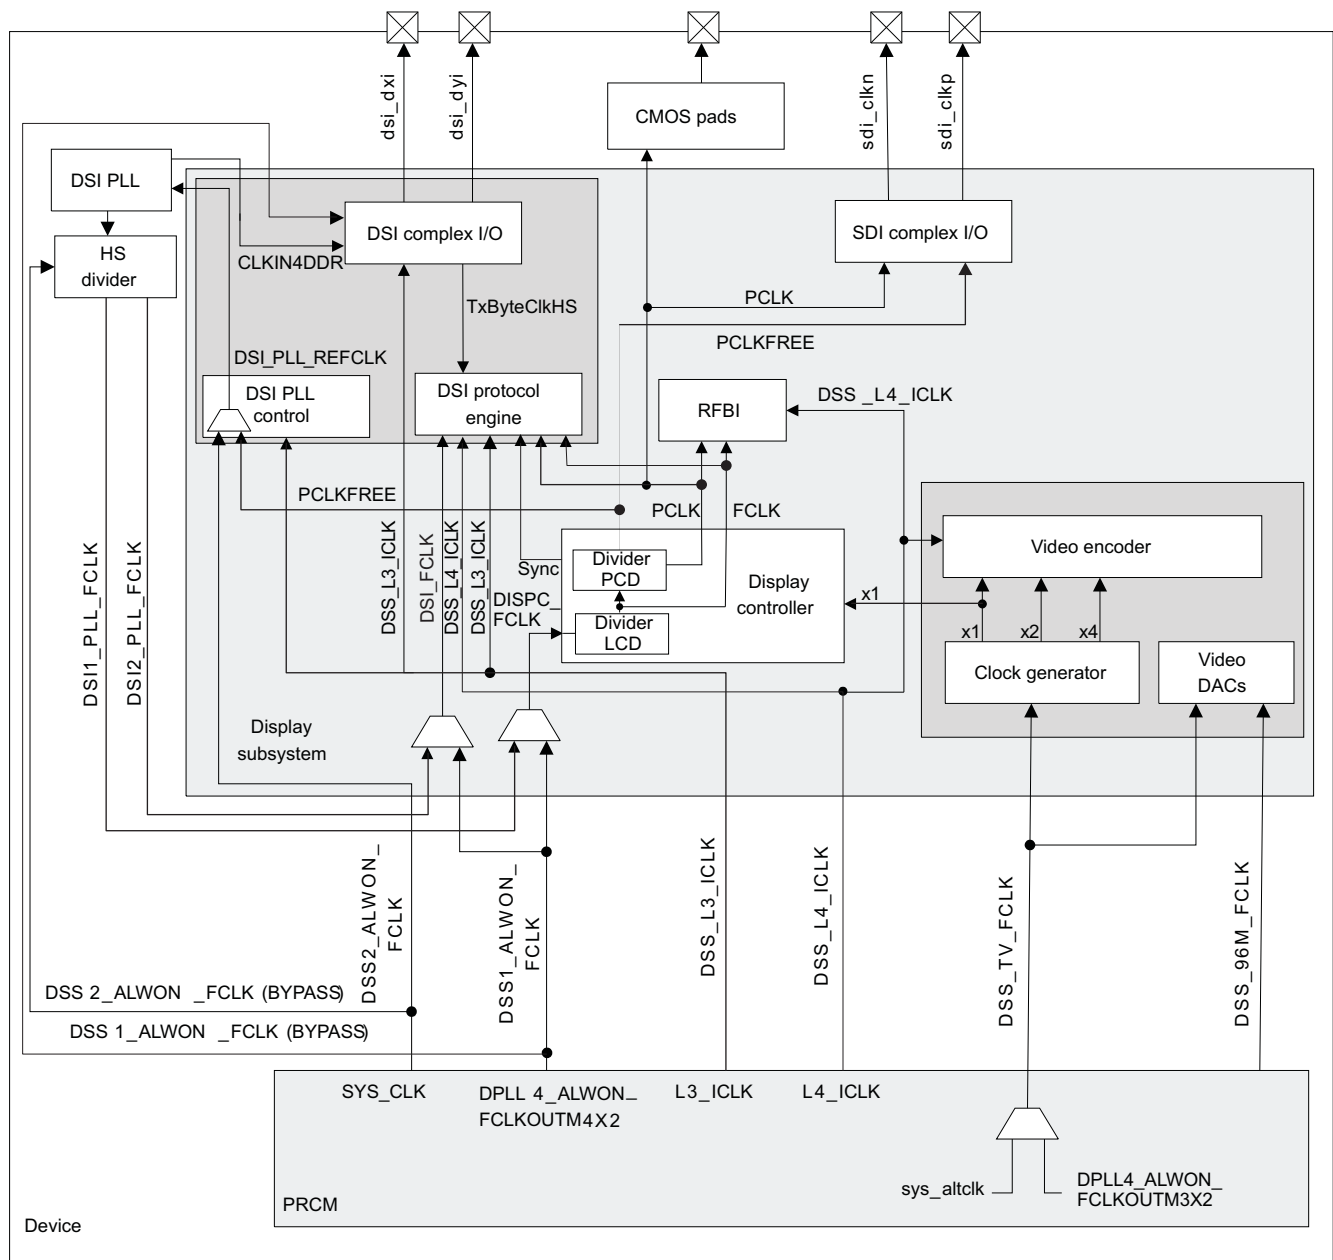 dsi_dxi
dsi_dyi
sdi_clkn
sdi_clkp
CMOS pads
DSI PLL
HS
divider
DSI complex I/O
SDI complex I/O
CLKIN4DDR
TxByteClkHS
PCLK
PCLKFREE
DSI_PLL_REFCLK
DSI PLL
control
DSI protocol
engine
RFBI
DSS _L4_ICLK
PCLKFREE
PCLK
FCLK
DSI1_PLL_FCLK
DSI2_PLL_FCLK
DSS_L3_ICLK
DSI_FCLK
DSS_L4_ICLK
DSS_L3_ICLK
Sync
DISPC_
FCLK
Divider
PCD
Divider
LCD
Display
controller
Video encoder
x1
x1
x2
x4
Clock generator
Video
DACs
Display
subsystem
DSS2_ALWON_
FCLK
DSS1_ALWON_
FCLK
DSS_L3_ICLK
DSS_L4_ICLK
DSS_TV_FCLK
DSS_96M_FCLK
DSS 2_ALWON _FCLK (BYPASS)
DSS 1_ALWON _FCLK (BYPASS)
SYS_CLK
DPLL 4_ALWON_
FCLKOUTM4X2
L3_ICLK
L4_ICLK
sys_altclk
DPLL4_ALWON_
FCLKOUTM3X2
PRCM
Device